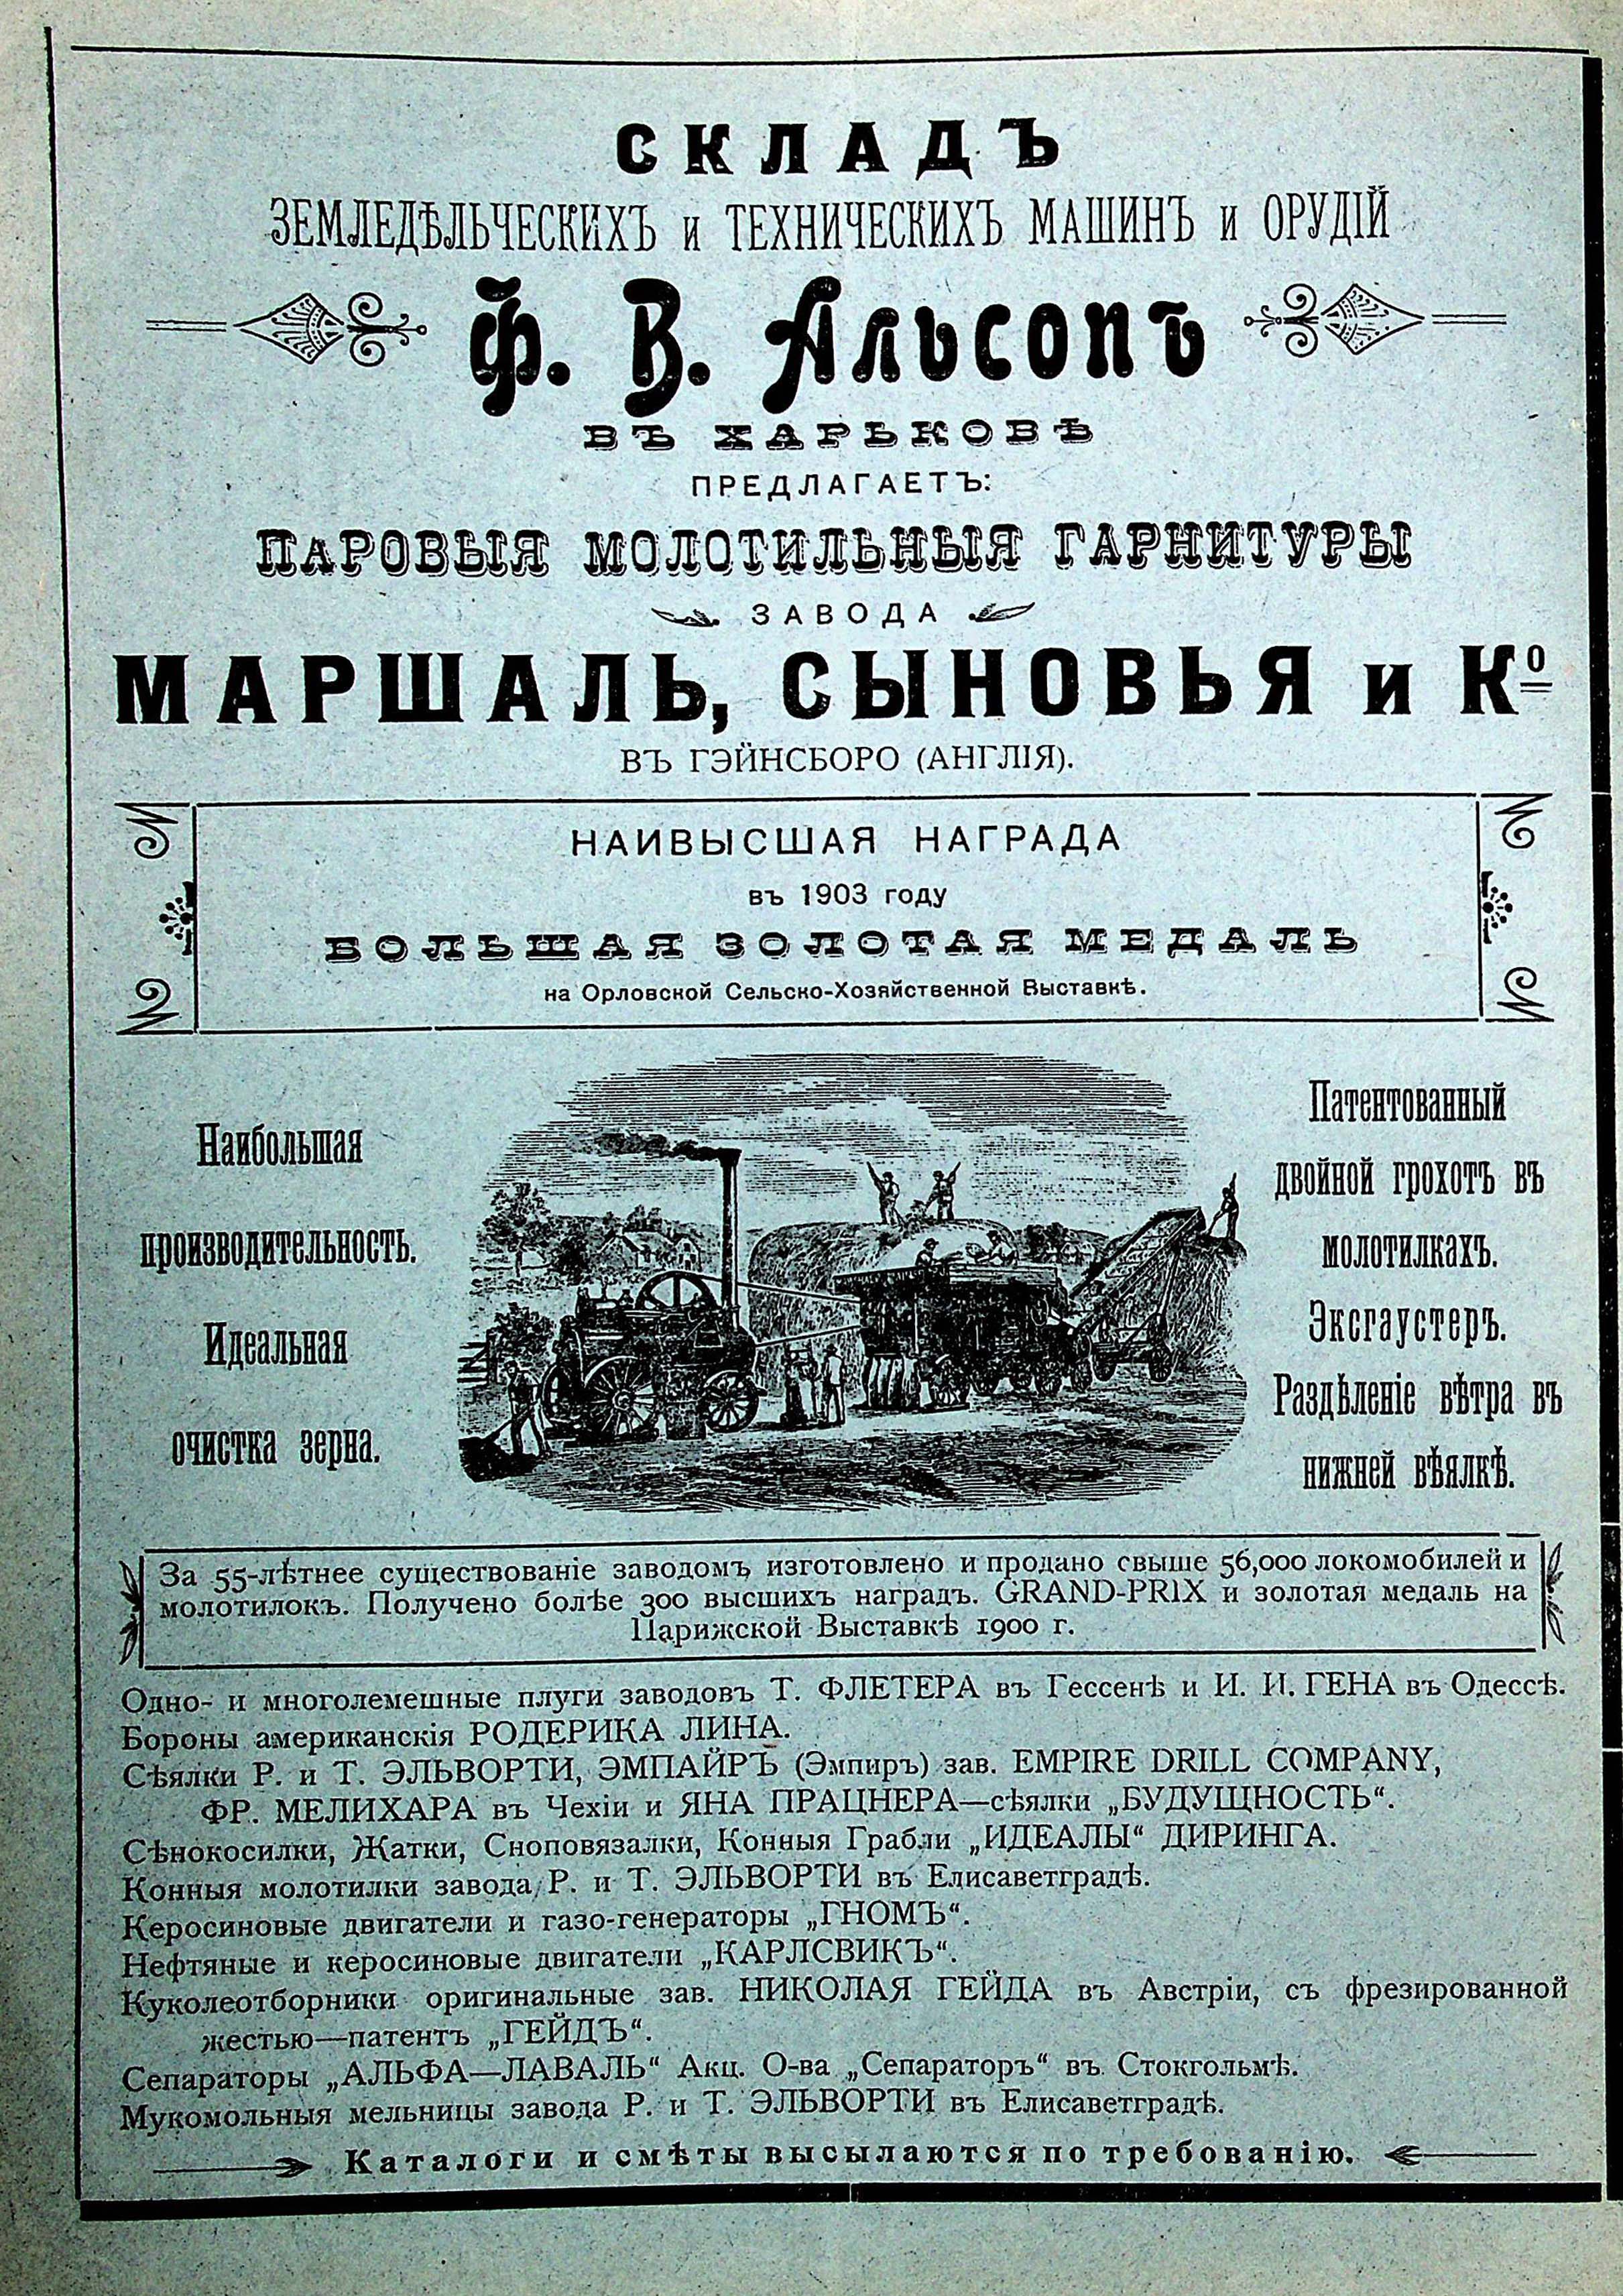 СКЛАДЪ
ЗЕМЛЕДѢЛЬЧЕСКИХЪ и ТЕХНИЧЕСКИХЪ МАШИНЪ и ОРУДІЙ
Ф. В. Альсопъ
ВЪ ХАРЬКОВѢ
ПРЕДЛАГАЕТЪ:
ПАРОВЫЯ МОЛОТИЛЬНЫЯ ГАРНИТУРЫ
ЗАВОДА
МАРШАЛЬ, СЫНОВЬЯ и Кº
ВЪ ГЭЙНСБОРО (АНГЛІЯ).
НАИВЫСШАЯ НАГРАДА
въ 1903 году
БОЛЬШАЯ ЗОЛОТАЯ МЕДАЛЬ
на Орловской Сельско-Хозяйственной Выставкѣ.
Наибольшая
производительность.
Идеальная
очистка зерна.
Патентованный
двойной грохотъ въ
молотилкахъ.
Эксгаустеръ.
Раздѣленіе вѣтра въ
нижней вѣялкѣ.
За 55-лѣтнее существованіе заводомъ изготовлено и продано свыше 56,000 локомобилей и
молотилокъ. Получено болѣе 300 высшихъ наградъ. GRAND-PRIX и золотая медаль на
Парижской Выставкѣ 1900 г.
Одно- и многолемешные плуги заводовъ Т. ФЛЕТЕРА въ Гессенѣ и И. И. ГЕНА въ Одессѣ.
Бороны американскія РОДЕРИКА ЛИНА.
Сѣялки Р. и Т. ЭЛЬВОРТИ, ЭМПАЙРЪ (Эмпиръ) зав. EMPIRE DRILL COMPANY,
ФР. МЕЛИХАРА въ Чехіи и ЯНА ПРАЦНЕРА—сѣялки „БУДУЩНОСТЬ“.
Сѣнокосилки, Жатки, Сноповязалки, Конныя Грабли „ИДЕАЛЫ“ ДИРИНГА.
Конныя молотилки завода Р. и Т. ЭЛЬВОРТИ въ Елисаветградѣ.
Керосиновые двигатели и газо-генераторы „ГНОМЪ“.
Нефтяные и керосиновые двигатели „КАРЛСВИКЪ“.
Куколеотборники оригинальные зав. НИКОЛАЯ ГЕЙДА въ Австріи, съ фрезированной
жестью—патентъ „ГЕЙДЪ“.
Сепараторы „АЛЬФА—ЛАВАЛЬ“ Акц. О-ва „Сепараторъ“ въ Стокгольмѣ.
Мукомольныя мельницы завода Р. и Т. ЭЛЬВОРТИ въ Елисаветградѣ.
Каталоги и смѣты высылаются по требованію.